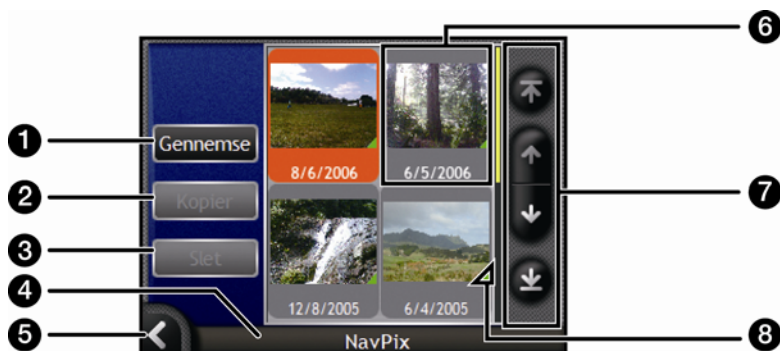 6
1 Gennemse
8/6/2006 6/5/2006
2 Kopier
7
3 Slet
4
12/8/2005 6/4/2005
5 NavPix 8